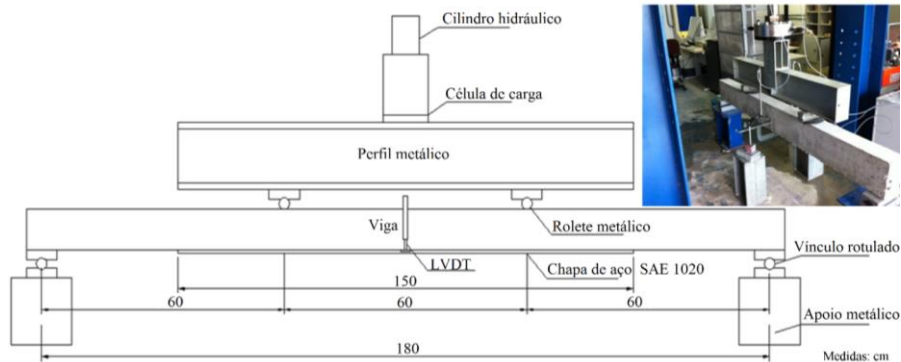 Cilindro hidráulico
Célula de carga
Perfil metálico
Viga
Rolete metálico
LVDT
Chapa de aço SAE 1020
Vínculo rotulado
150
60
60
60
Apoio metálico
180
Medidas: cm